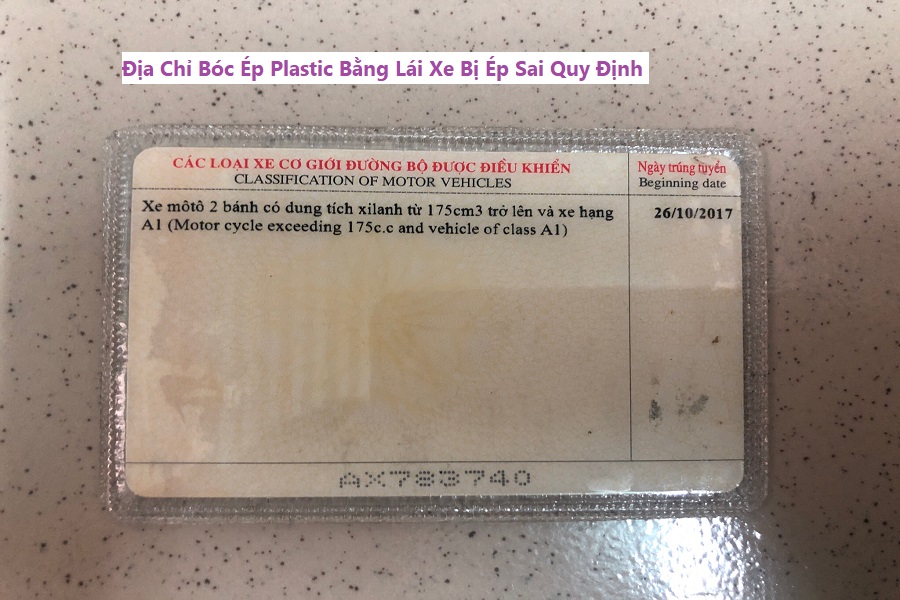 Địa Chỉ Bóc Ép Plastic Bằng Lái Xe Bị Ép Sai Quy Định
CÁC LOẠI XE CƠ GIỚI ĐƯỜNG BỘ ĐƯỢC ĐIỀU KHIỂN
CLASSIFICATION OF MOTOR VEHICLES
Ngày trúng tuyển
Beginning date
Xe môtô 2 bánh có dung tích xilanh từ 175cm3 trở lên và xe hạng
A1 (Motor cycle exceeding 175c.c and vehicle of class A1)
26/10/2017
AX783740